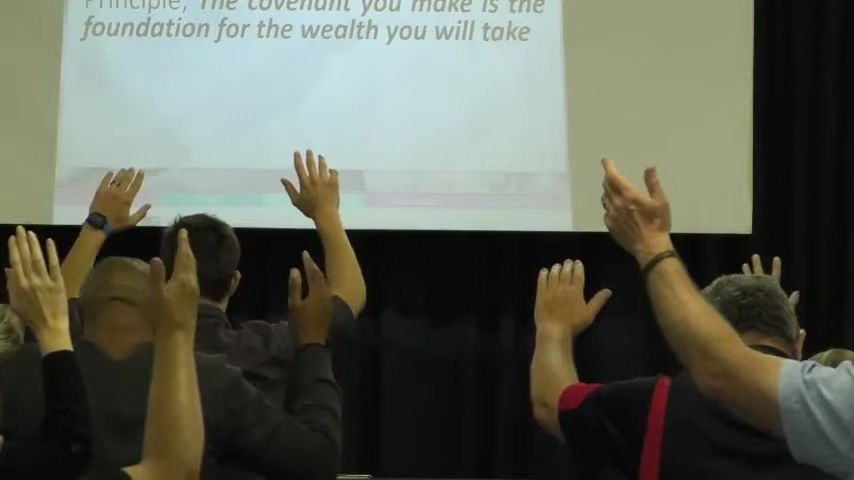 Principle, The covenant you make is the
foundation for the wealth you will take